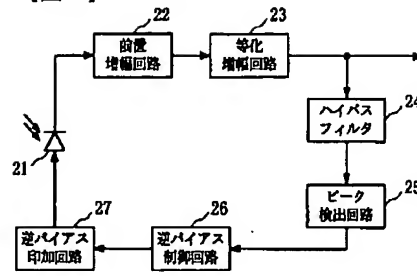 22
前置
増幅回路
23
等化
増幅回路
24
ハイパス
フィルタ
25
ピーク
検出回路
26
逆バイアス
制御回路
27
逆バイアス
印加回路
21